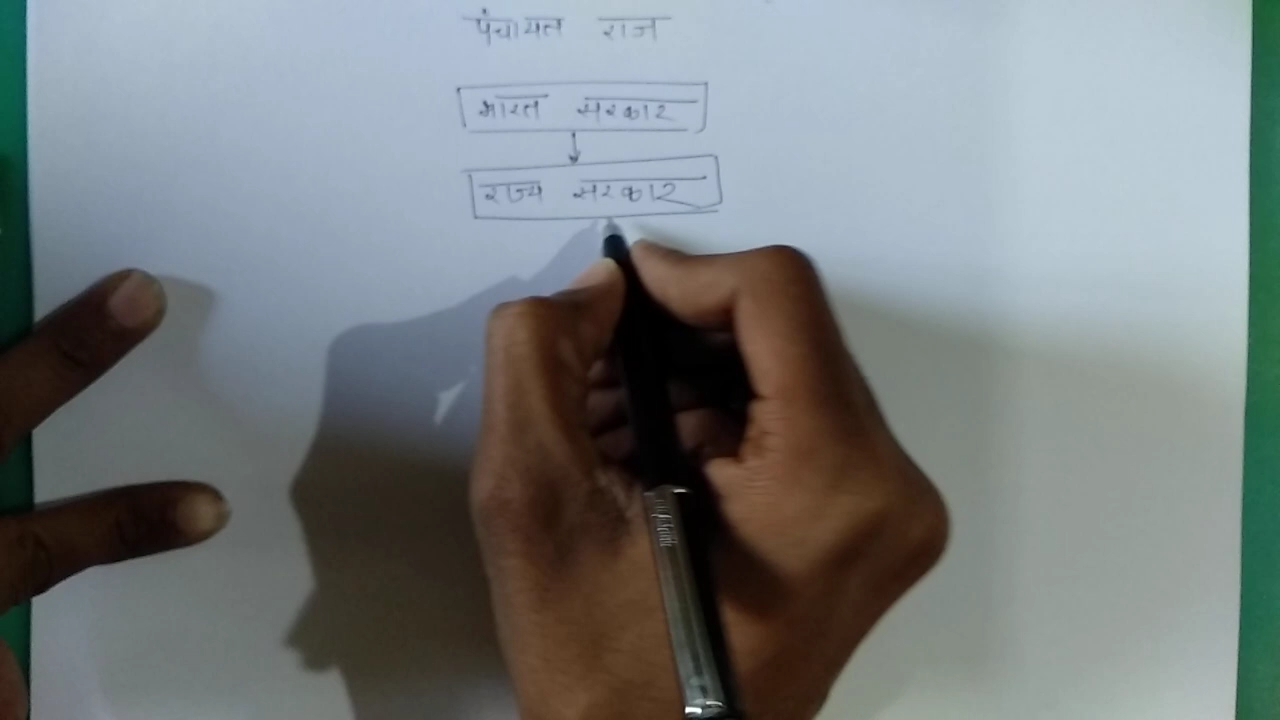 पंचायत राज
भारत सरकार
राज्य सरकार